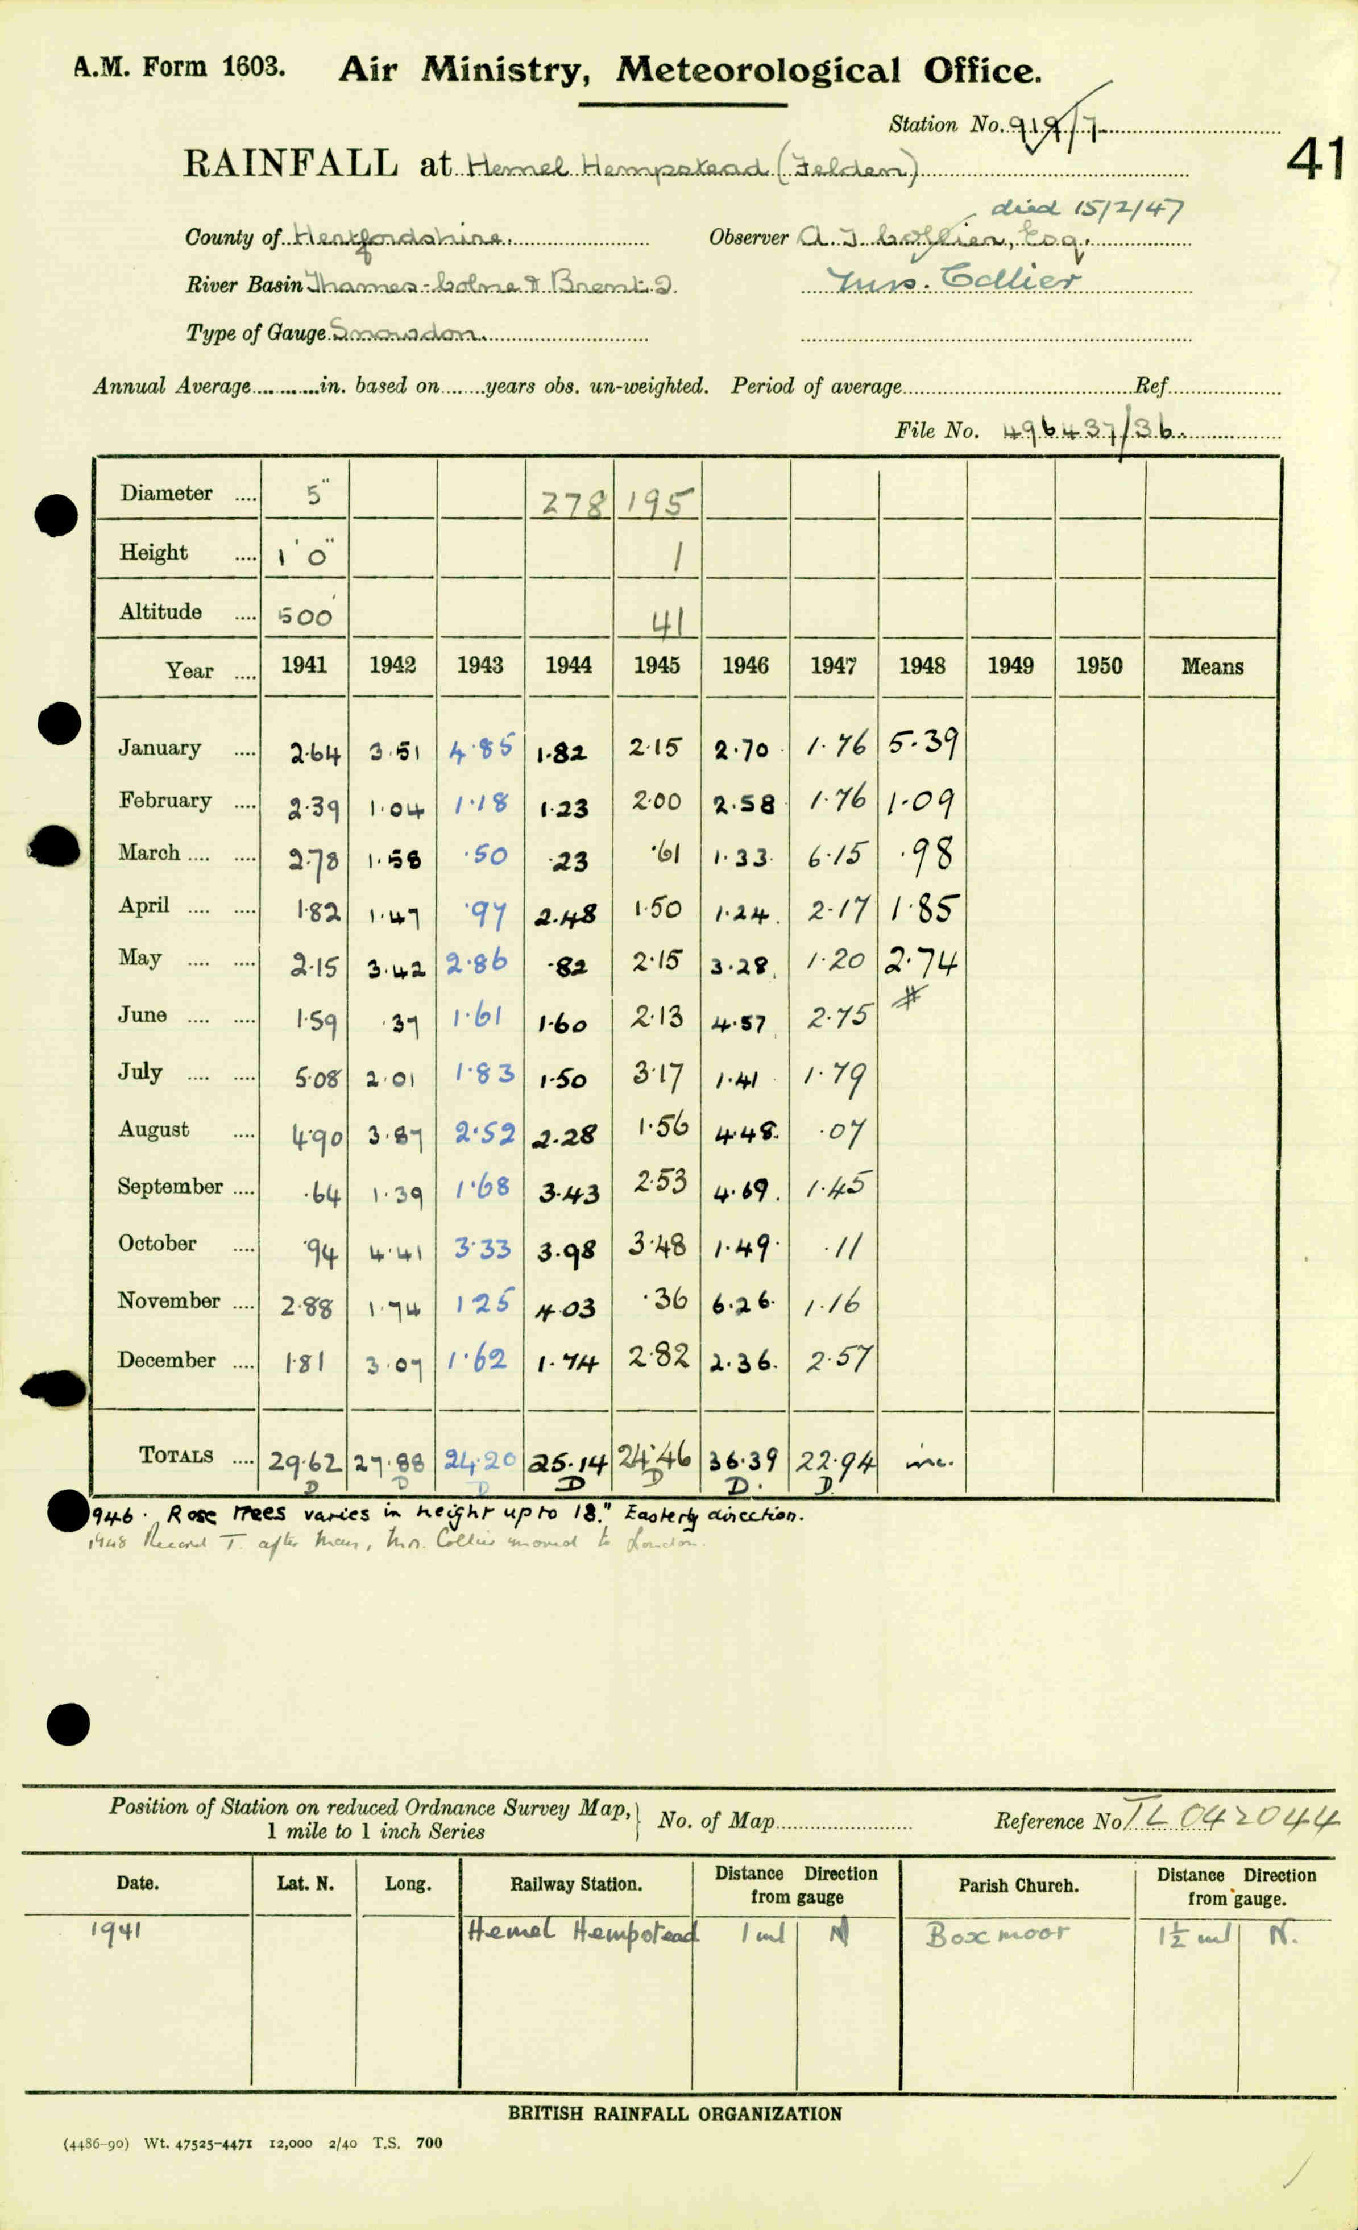 A.M. Form 1603. Air Ministry, Meteorological Office.
Station No. 919/7
RAINFALL at Hemel Hempstead (Felden)
41
died 15/2/47
County of Hertfordshire. Observer A. J. Collier, Esq.
River Basin Thames-Colne & Brent. Mrs. Collier
Type of Gauge Snowdon.
Annual Average in. based on years obs. un-weighted. Period of average Ref
File No. 496437/36.
Diameter .... 5" 278 195
Height .... 1' 0" 1
Altitude .... 500' 41
Year .... 1941 1942 1943 1944 1945 1946 1947 1948 1949 1950 Means
January .... 2.64 3.51 4.85 1.82 2.15 2.70 1.76 5.39
February .... 2.39 1.04 1.18 1.23 2.00 2.58 1.76 1.09
March .... .... 2.78 1.58 .50 .23 .61 1.33 6.15 .98
April .... .... 1.82 1.47 .97 2.48 1.50 1.24 2.17 1.85
May .... .... 2.15 3.42 2.86 .82 2.15 3.28 1.20 2.74
June .... .... 1.59 .37 1.61 1.60 2.13 4.57 2.75 #
July .... .... 5.08 2.01 1.83 1.50 3.17 1.41 1.79
August .... 4.90 3.87 2.52 2.28 1.56 4.48 .07
September .... .64 1.39 1.68 3.43 2.53 4.69 1.45
October .... .94 4.41 3.33 3.98 3.48 1.49 .11
November .... 2.88 1.74 1.25 4.03 .36 6.26 1.16
December .... 1.81 3.07 1.62 1.74 2.82 2.36 2.57
TOTALS .... 29.62 27.88 24.20 25.14 24.46 36.39 22.94 inc.
D D D D D D. D
946. Rose trees varies in height up to 18." Easterly direction.
1948 Record T. after May, Mrs. Collier moved to London.
Position of Station on reduced Ordnance Survey Map,} No. of Map Reference No TL 042044
1 mile to 1 inch Series
Date. Lat. N. Long. Railway Station. Distance Direction from gauge Parish Church. Distance Direction from gauge.
1941 Hemel Hempstead 1 ml N Boxmoor 1½ ml N.
BRITISH RAINFALL ORGANIZATION
(4486-90) Wt. 47525-4471 12,000 2/40 T.S. 700